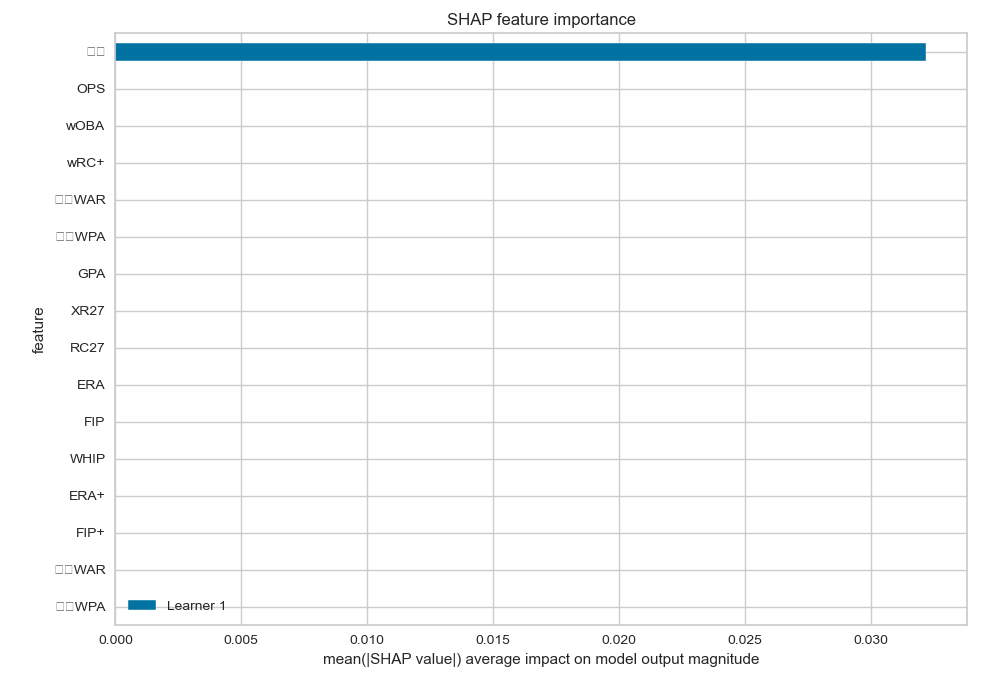 SHAP feature importance
OPS
wOBA
wRC+
WAR
WPA
GPA
XR27
RC27
ERA
FIP
WHIP
ERA+
FIP+
WAR
WPA
feature
Learner 1
0.000 0.005 0.010 0.015 0.020 0.025 0.030
mean(|SHAP value|) average impact on model output magnitude